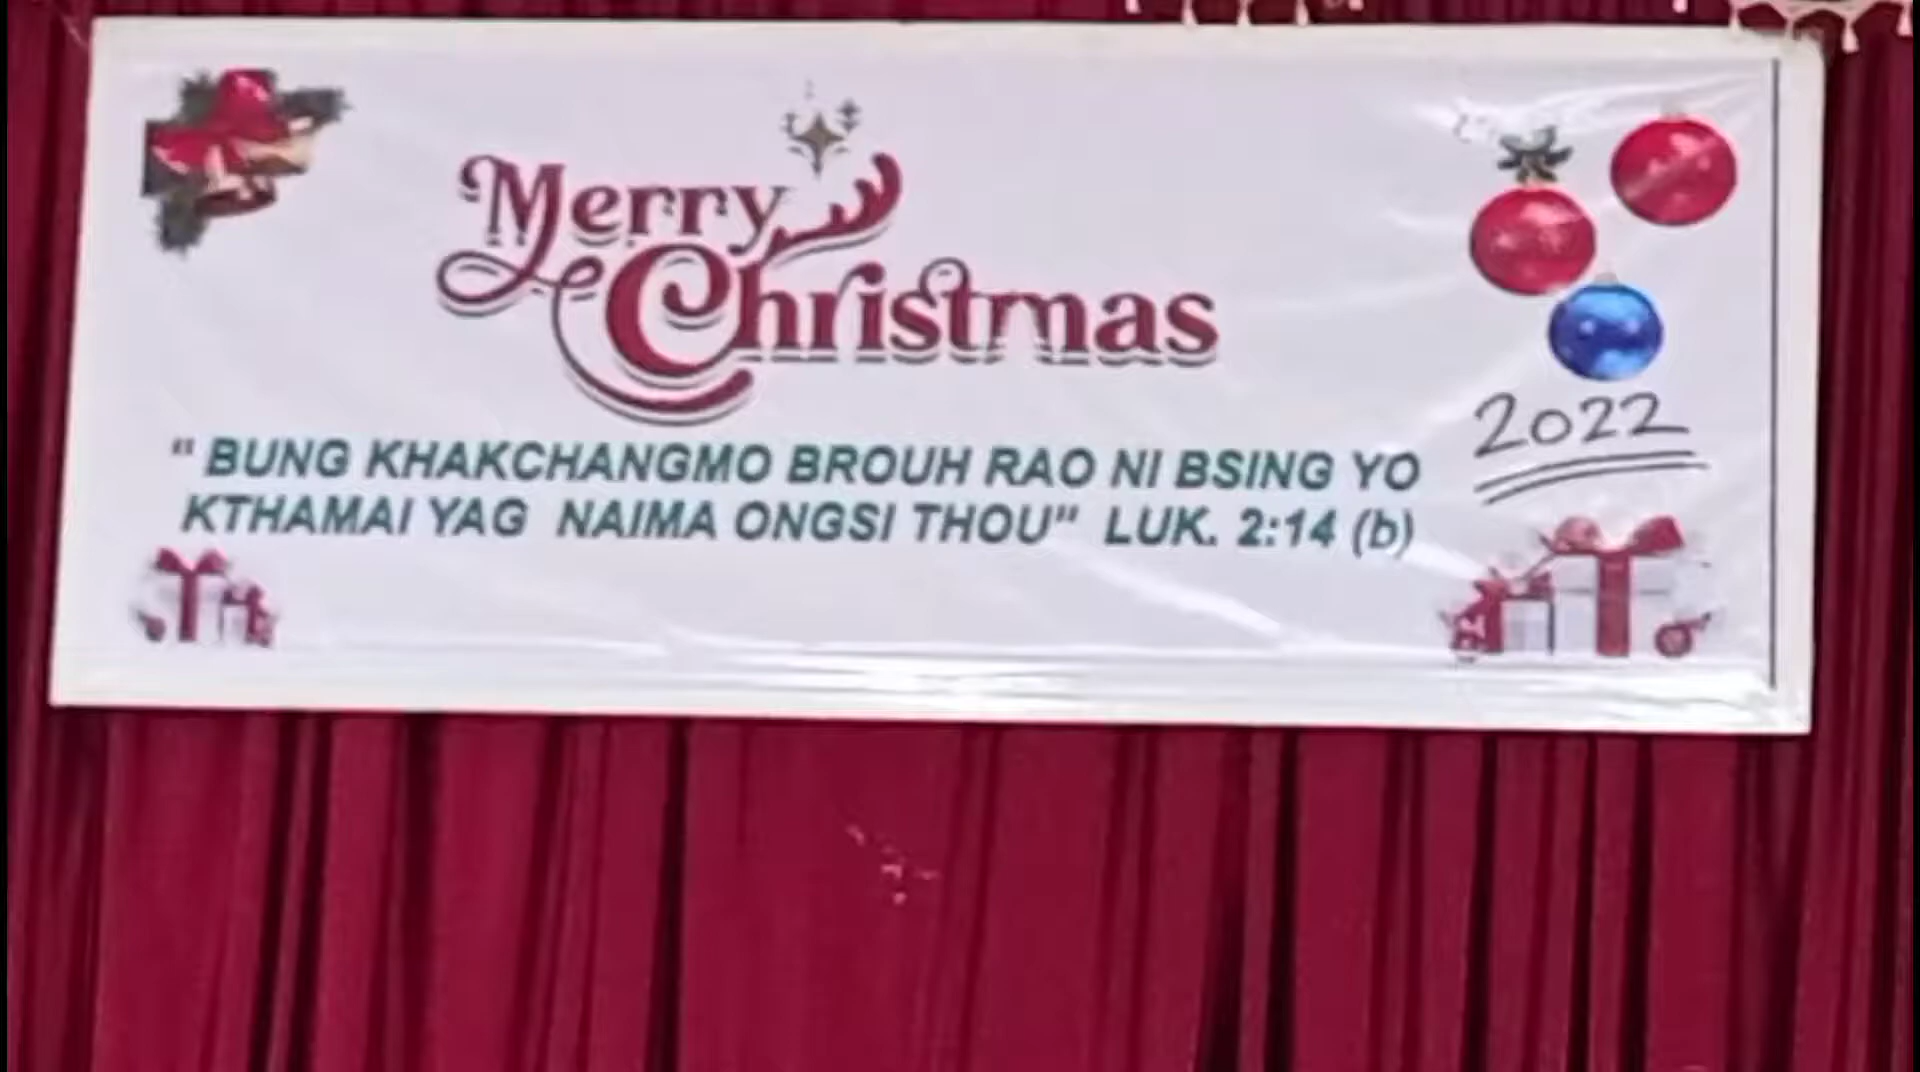 Merry
Christmas
2022
" BUNG KHAKCHANGMO BROUH RAO NI BSING YO
KTHAMAI YAG NAIMA ONGSI THOU" LUK. 2:14 (b)